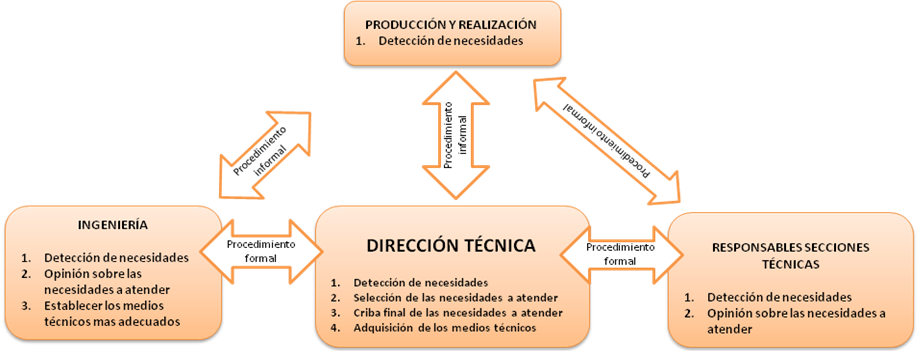 PRODUCCIÓN Y REALIZACIÓN
1. Detección de necesidades
Procedimiento
informal
Procedimiento
informal
Procedimiento informal
INGENIERÍA
1. Detección de necesidades
2. Opinión sobre las
necesidades a atender
3. Establecer los medios
técnicos mas adecuados
Procedimiento
formal
DIRECCIÓN TÉCNICA
1. Detección de necesidades
2. Selección de las necesidades a atender
3. Criba final de las necesidades a atender
4. Adquisición de los medios técnicos
Procedimiento
formal
RESPONSABLES SECCIONES
TÉCNICAS
1. Detección de necesidades
2. Opinión sobre las necesidades a
atender